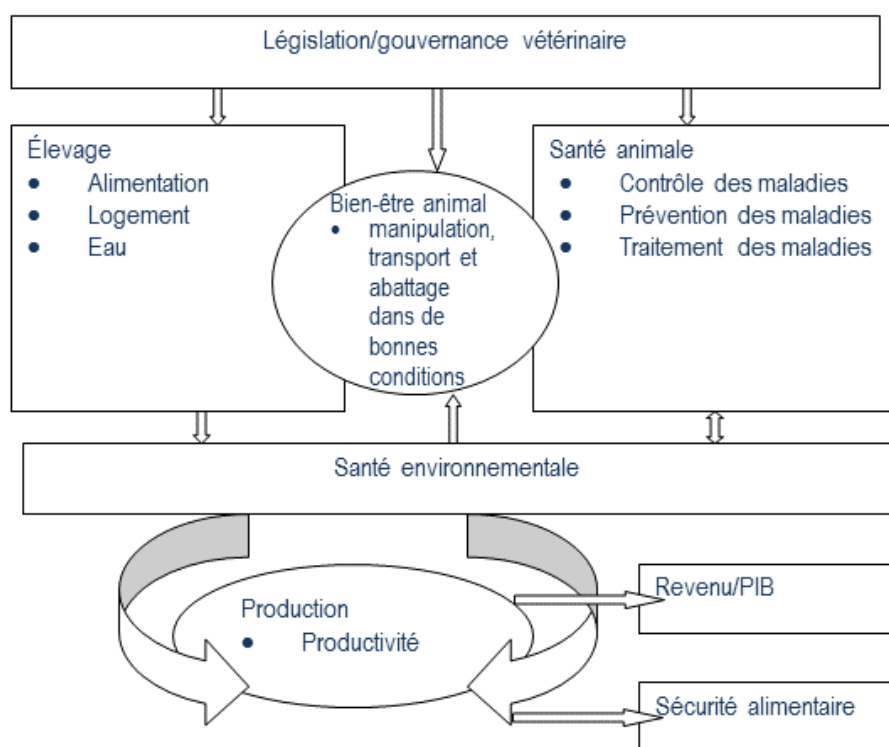 Législation/gouvernance vétérinaire
Élevage
• Alimentation
• Logement
• Eau
Bien-être animal
• manipulation,
transport et
abattage
dans de
bonnes
conditions
Santé animale
• Contrôle des maladies
• Prévention des maladies
• Traitement des maladies
Santé environnementale
Production
• Productivité
Revenu/PIB
Sécurité alimentaire